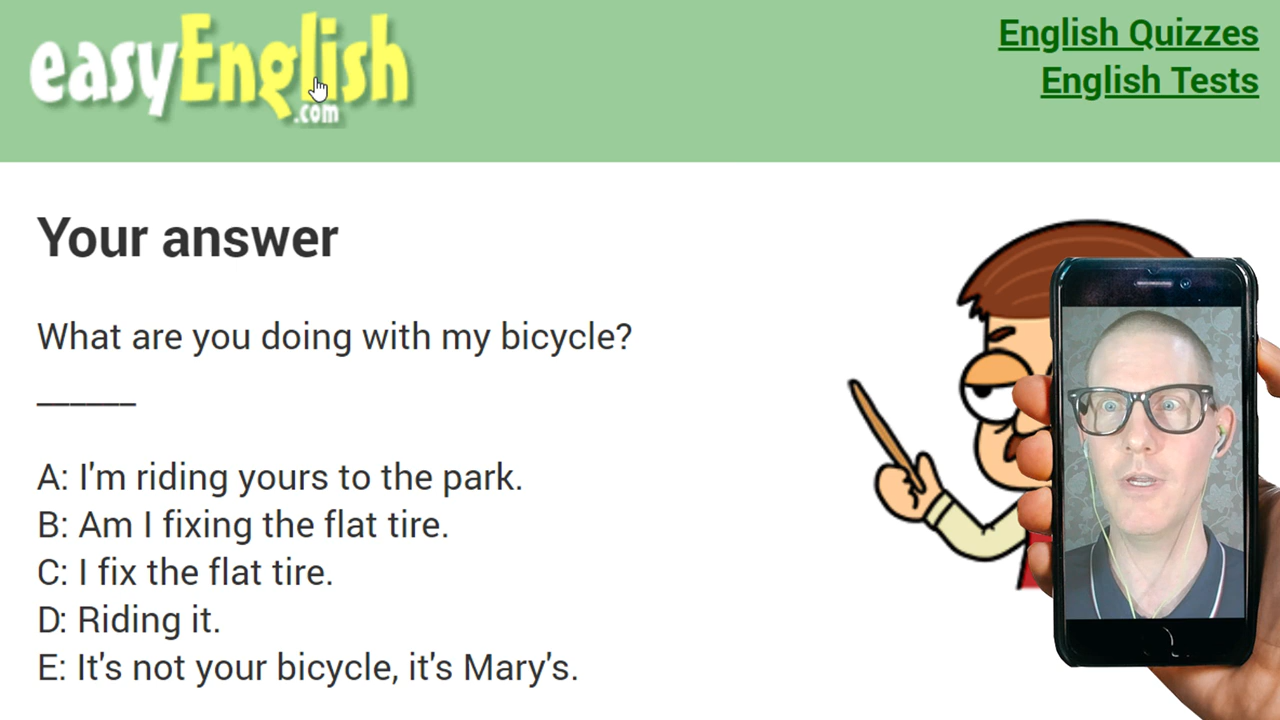 easyEnglish
.com
English Quizzes
English Tests
Your answer
What are you doing with my bicycle?
______
A: I'm riding yours to the park.
B: Am I fixing the flat tire.
C: I fix the flat tire.
D: Riding it.
E: It's not your bicycle, it's Mary's.